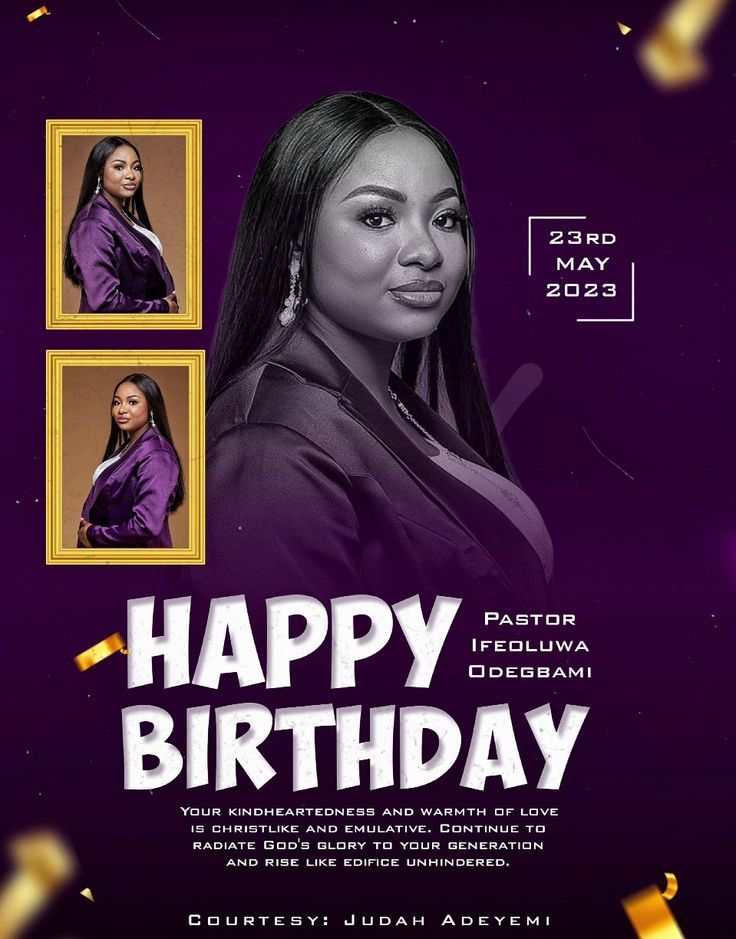 23RD
MAY
2023
HAPPY
PASTOR
IFEOLUWA
ODEGBAMI
BIRTHDAY
YOUR KINDHEARTEDNESS AND WARMTH OF LOVE
IS CHRISTLIKE AND EMULATIVE. CONTINUE TO
RADIATE GOD'S GLORY TO YOUR GENERATION
AND RISE LIKE EDIFICE UNHINDERED.
COURTESY: JUDAH ADEYEMI